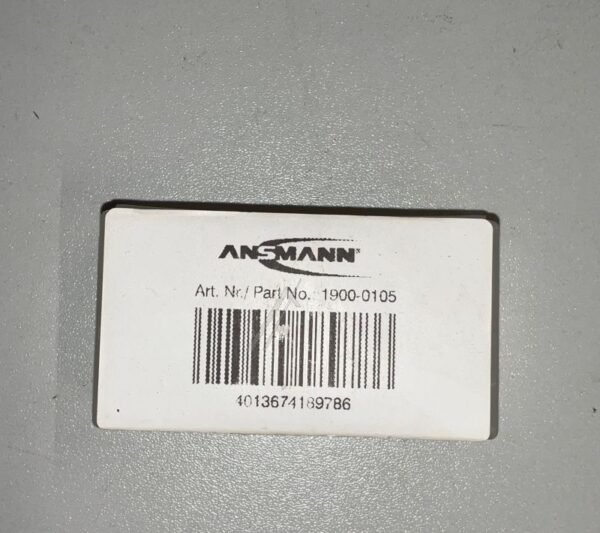 ANSMANN®
Art. Nr./ Part No.: 1900-0105
4013674189786